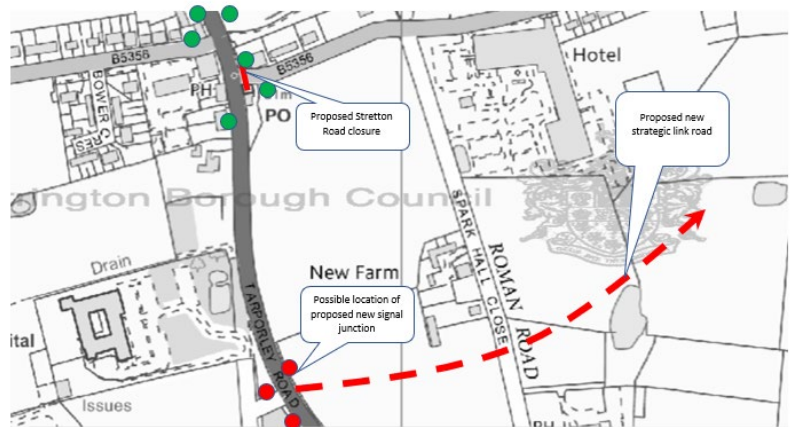 B5356
B5356
Hotel
BOWER CRES
PH
PO
Proposed Stretton
Road closure
Proposed new
strategic link road
rington Borough Council
SPARK HALL CLOSE
ROMAN ROAD
Drain
New Farm
Possible location of
proposed new signal
junction
TARPORLEY ROAD
ital
Issues
PH